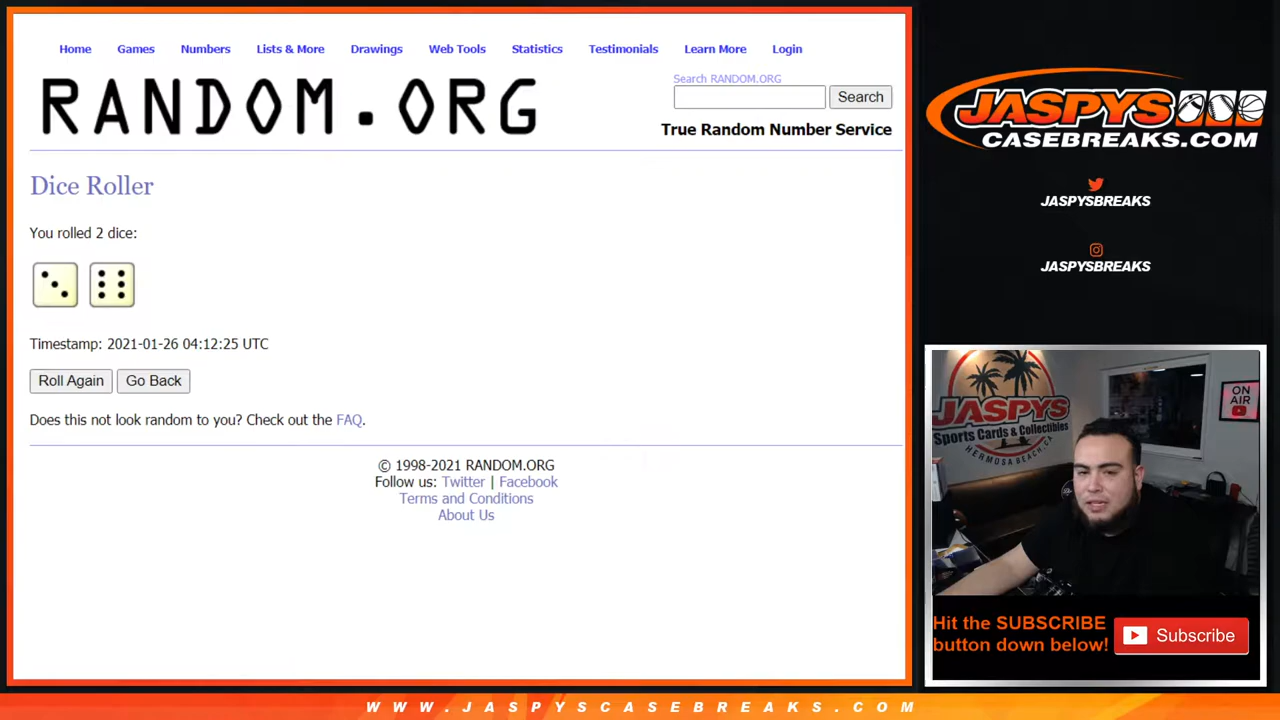 Home Games Numbers Lists & More Drawings Web Tools Statistics Testimonials Learn More Login
RANDOM.ORG
Search RANDOM.ORG
Search
True Random Number Service
Dice Roller
You rolled 2 dice:
Timestamp: 2021-01-26 04:12:25 UTC
Roll Again Go Back
Does this not look random to you? Check out the FAQ.
© 1998-2021 RANDOM.ORG
Follow us: Twitter | Facebook
Terms and Conditions
About Us
JASPYS
CASEBREAKS.COM
JASPYSBREAKS
JASPYSBREAKS
JASPYS
Sports Cards & Collectibles
HERMOSA BEACH, CA
ON
AIR
Hit the SUBSCRIBE
button down below!
Subscribe
WWW.JASPYSCASEBREAKS.COM